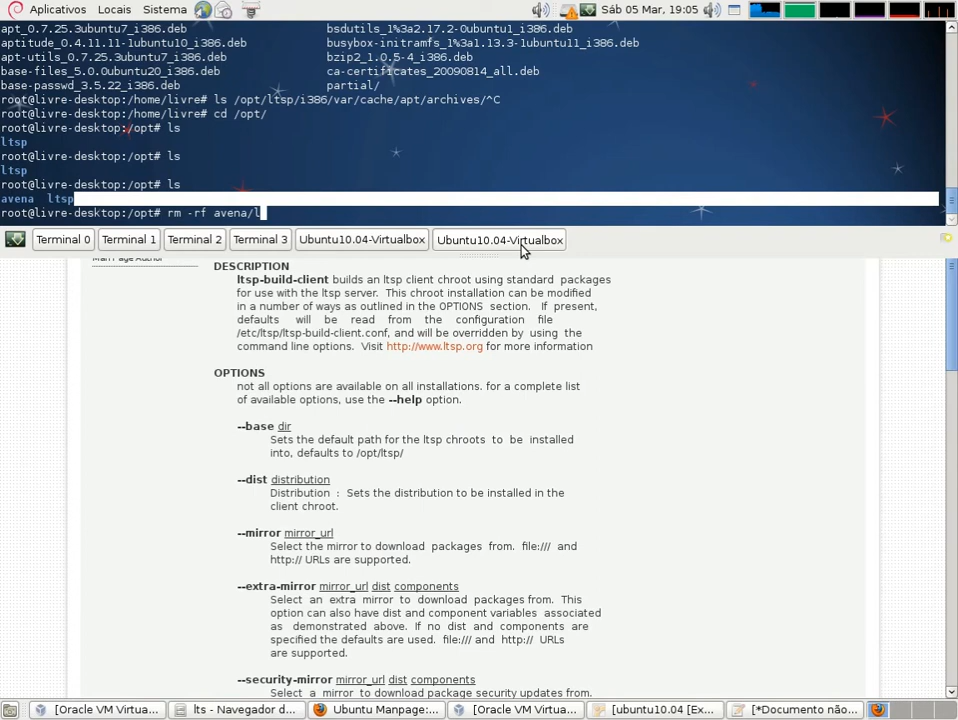 Aplicativos Locais Sistema Sáb 05 Mar, 19:05
apt_0.7.25.3ubuntu7_i386.deb bsdutils_1%3a2.17.2-0ubuntu1_i386.deb
aptitude_0.4.11.11-1ubuntu10_i386.deb busybox-initramfs_1%3a1.13.3-1ubuntu11_i386.deb
apt-utils_0.7.25.3ubuntu7_i386.deb bzip2_1.0.5-4_i386.deb
base-files_5.0.0ubuntu20_i386.deb ca-certificates_20090814_all.deb
base-passwd_3.5.22_i386.deb partial/
root@livre-desktop:/home/livre# ls /opt/ltsp/i386/var/cache/apt/archives/^C
root@livre-desktop:/home/livre# cd /opt/
root@livre-desktop:/opt# ls
ltsp
root@livre-desktop:/opt# ls
ltsp
root@livre-desktop:/opt# ls
avena ltsp
root@livre-desktop:/opt# rm -rf avena/l
Terminal 0 Terminal 1 Terminal 2 Terminal 3 Ubuntu10.04-Virtualbox Ubuntu10.04-Virtualbox
Man Page Author
DESCRIPTION
ltsp-build-client builds an ltsp client chroot using standard packages
for use with the ltsp server. This chroot installation can be modified
in a number of ways as outlined in the OPTIONS section. If present,
defaults will be read from the configuration file
/etc/ltsp/ltsp-build-client.conf, and will be overridden by using the
command line options. Visit http://www.ltsp.org for more information
OPTIONS
not all options are available on all installations. for a complete list
of available options, use the --help option.
--base dir
Sets the default path for the ltsp chroots to be installed
into, defaults to /opt/ltsp/
--dist distribution
Distribution : Sets the distribution to be installed in the
client chroot.
--mirror mirror_url
Select the mirror to download packages from. file:/// and
http:// URLs are supported.
--extra-mirror mirror_url dist components
Select an extra mirror to download packages from. This
option can also have dist and component variables associated
as demonstrated above. If no dist and components are
specified the defaults are used. file:/// and http:// URLs
are supported.
--security-mirror mirror_url dist components
Select a mirror to download package security updates from.
[Oracle VM Virtua... lts - Navegador d... Ubuntu Manpage:... [Oracle VM Virtua... [ubuntu10.04 [Ex... [*Documento não...